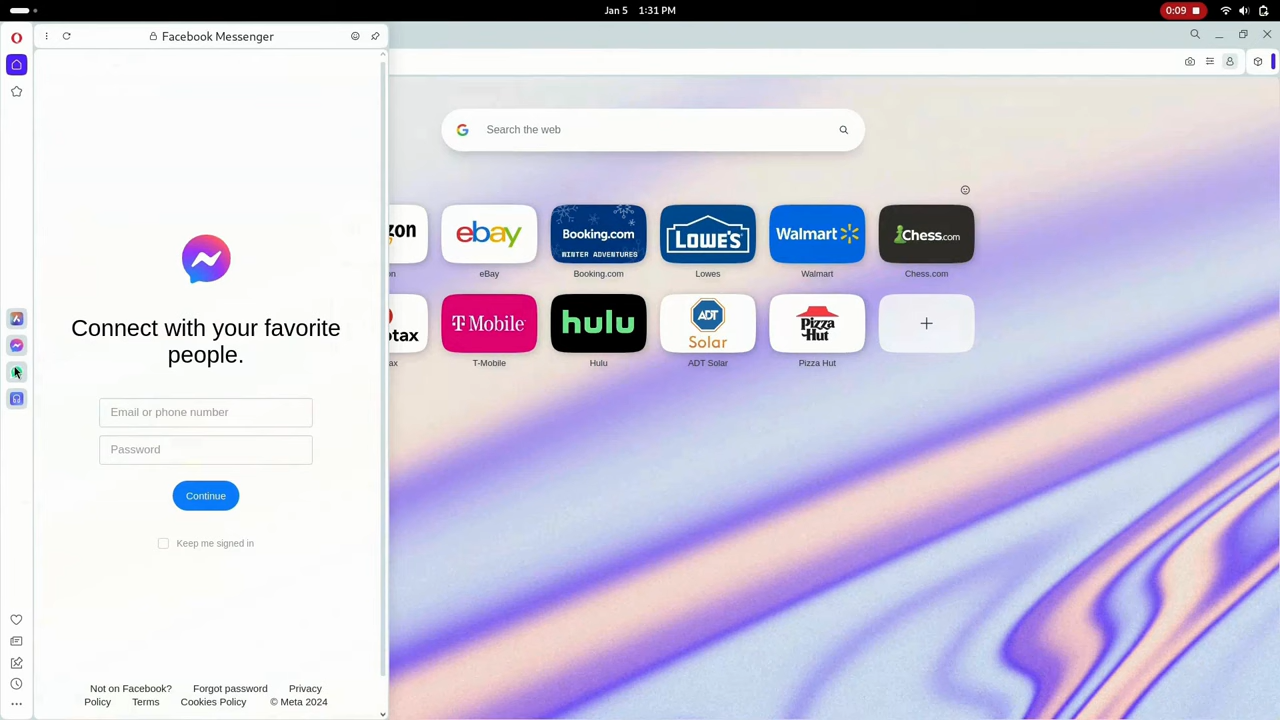 Jan 5 1:31 PM
0:09
Facebook Messenger
Search the web
zon
ebay
Booking.com
WINTER ADVENTURES
LOWE'S
Walmart
Chess.com
n
eBay
Booking.com
Lowes
Walmart
Chess.com
otax
T Mobile
hulu
ADT
Solar
Pizza
Hut
ax
T-Mobile
Hulu
ADT Solar
Pizza Hut
Connect with your favorite
people.
Email or phone number
Password
Continue
Keep me signed in
Not on Facebook? Forgot password Privacy
Policy Terms Cookies Policy © Meta 2024